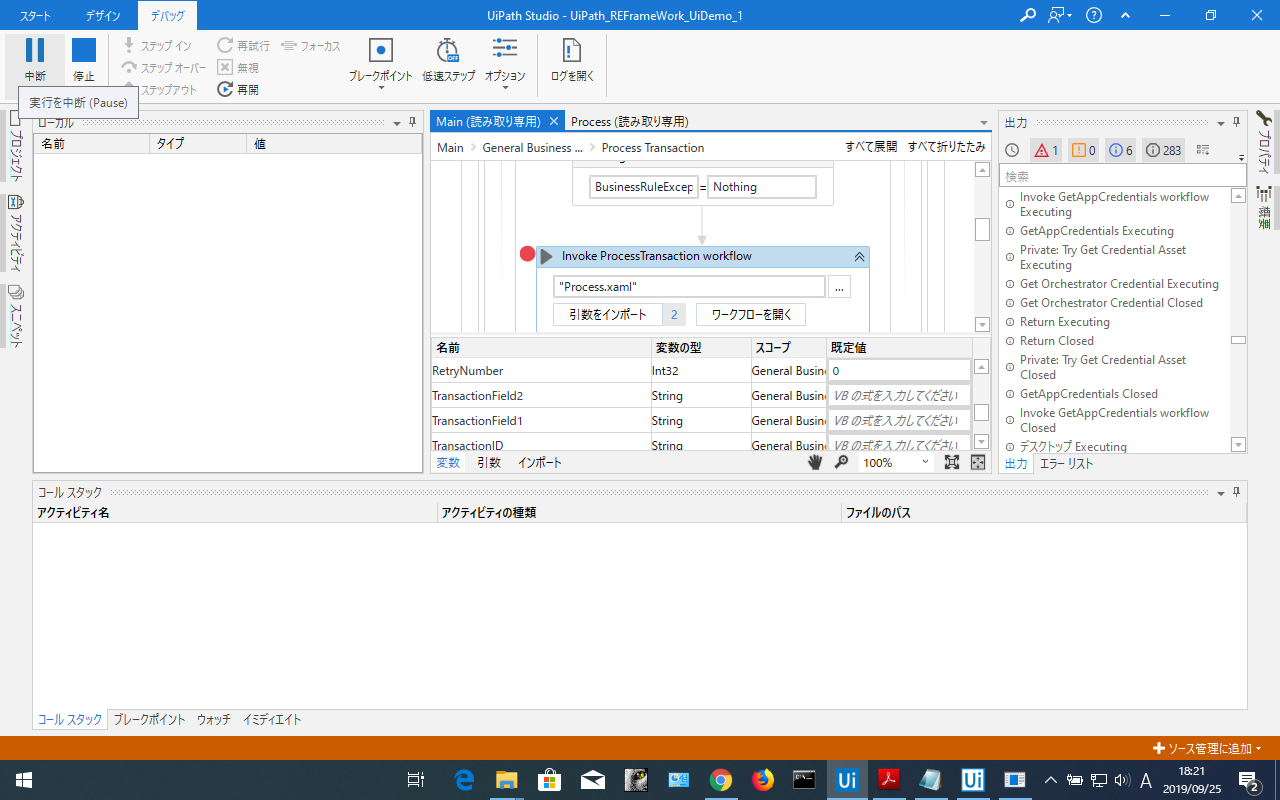 スタート デザイン デバッグ UiPath Studio - UiPath_REFrameWork_UiDemo_1
中断 停止 ステップ イン ステップ オーバー ステップアウト 再試行 無視 再開 フォーカス ブレークポイント 低速ステップ OFF オプション ログを開く
実行を中断 (Pause)
ローカル
名前 タイプ 値
プロジェクト
アクティビティ
スニペット
Main (読み取り専用) Process (読み取り専用)
Main General Business ... Process Transaction すべて展開 すべて折りたたみ
BusinessRuleExcep = Nothing
Invoke ProcessTransaction workflow
"Process.xaml" ...
引数をインポート 2 ワークフローを開く
名前 変数の型 スコープ 既定値
RetryNumber Int32 General Busin 0
TransactionField2 String General Busin VB の式を入力してください
TransactionField1 String General Busin VB の式を入力してください
TransactionID String General Busin VB の式を入力してください
変数 引数 インポート 100%
出力
1 0 6 283
検索
Invoke GetAppCredentials workflow
Executing
GetAppCredentials Executing
Private: Try Get Credential Asset
Executing
Get Orchestrator Credential Executing
Get Orchestrator Credential Closed
Return Executing
Return Closed
Private: Try Get Credential Asset
Closed
GetAppCredentials Closed
Invoke GetAppCredentials workflow
Closed
デスクトップ Executing
出力 エラー リスト
プロパティ
概要
コール スタック
アクティビティ名 アクティビティの種類 ファイルのパス
コール スタック ブレークポイント ウォッチ イミディエイト
ソース管理に追加
Ui Ui A 18:21
2019/09/25 2